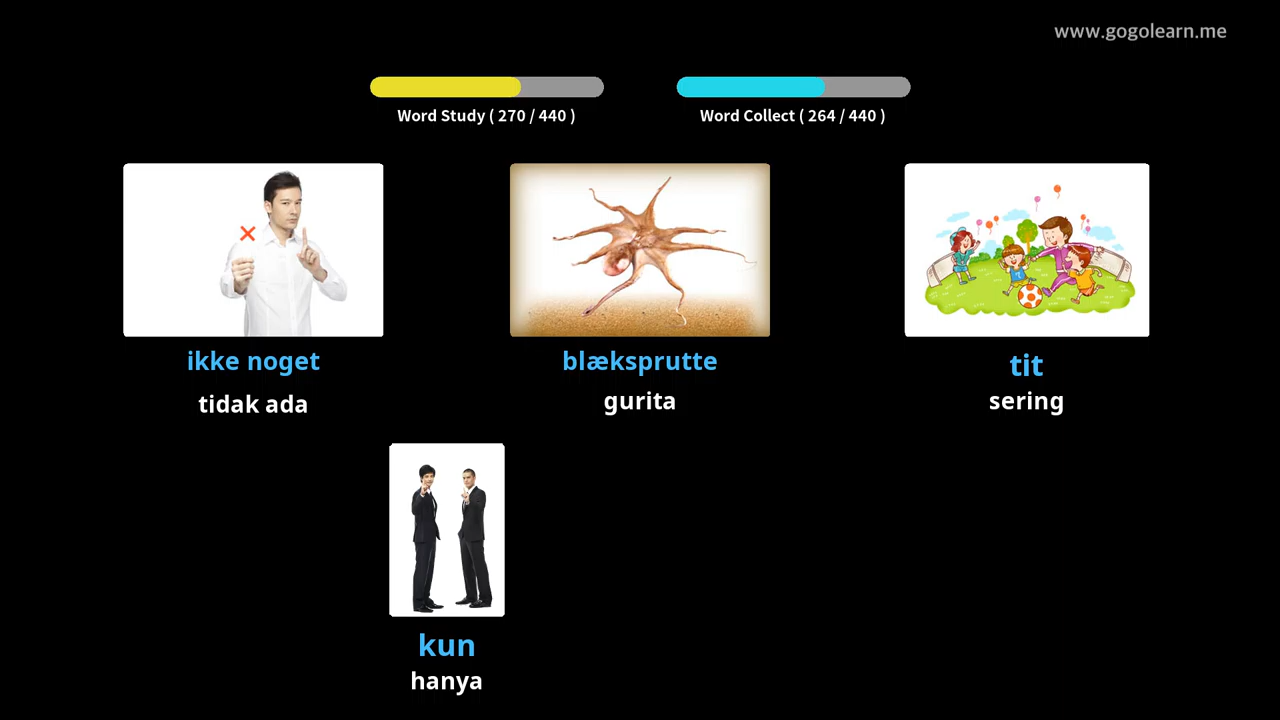 www.gogolearn.me
Word Study ( 270 / 440 )
Word Collect ( 264 / 440 )
ikke noget
tidak ada
blæksprutte
gurita
tit
sering
kun
hanya